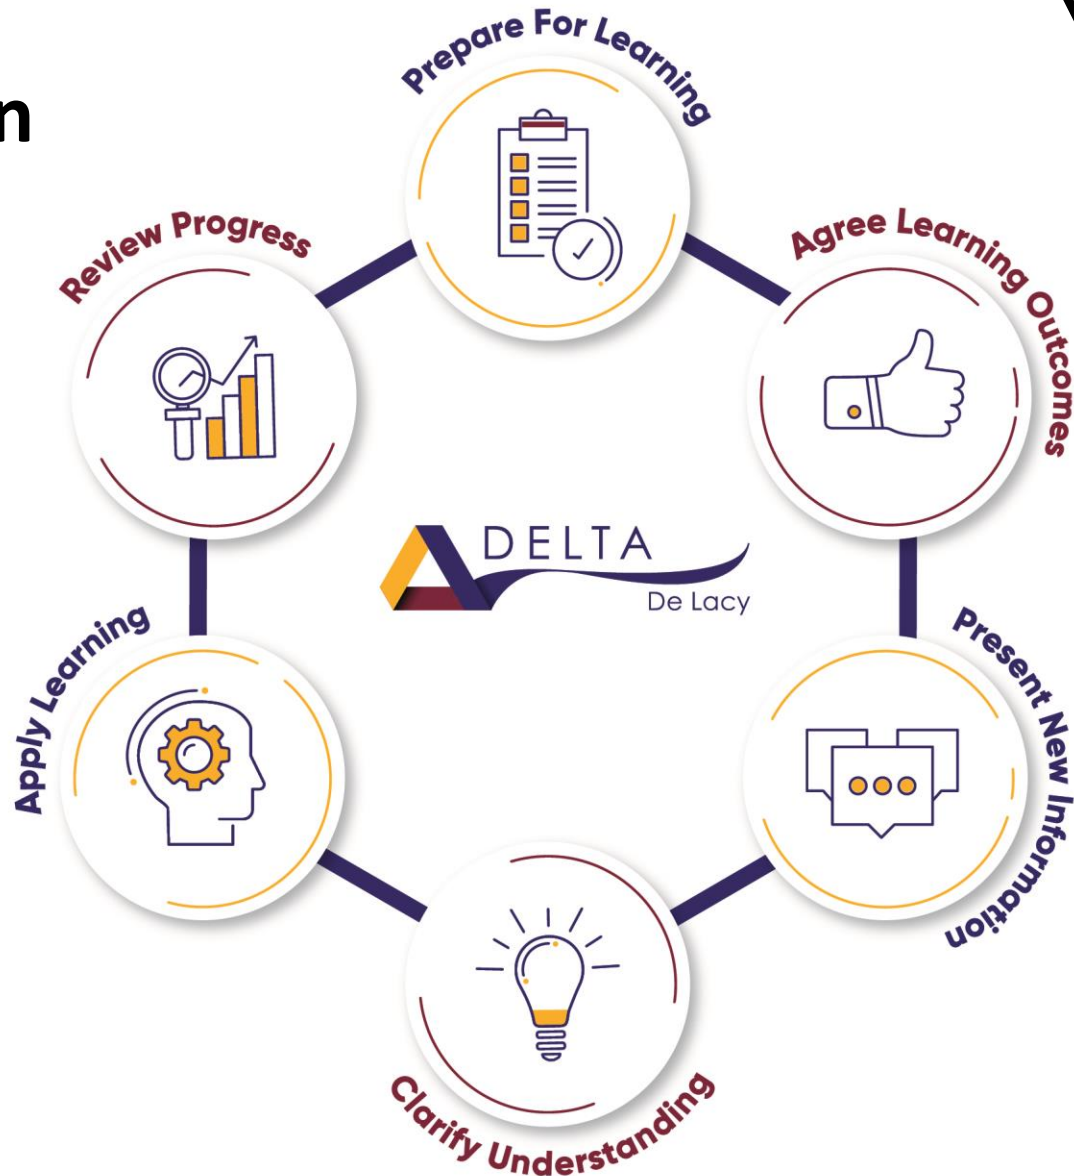 n
Prepare For Learning
Agree Learning Outcomes
Present New Information
Clarify Understanding
Apply Learning
Review Progress
DELTA
De Lacy